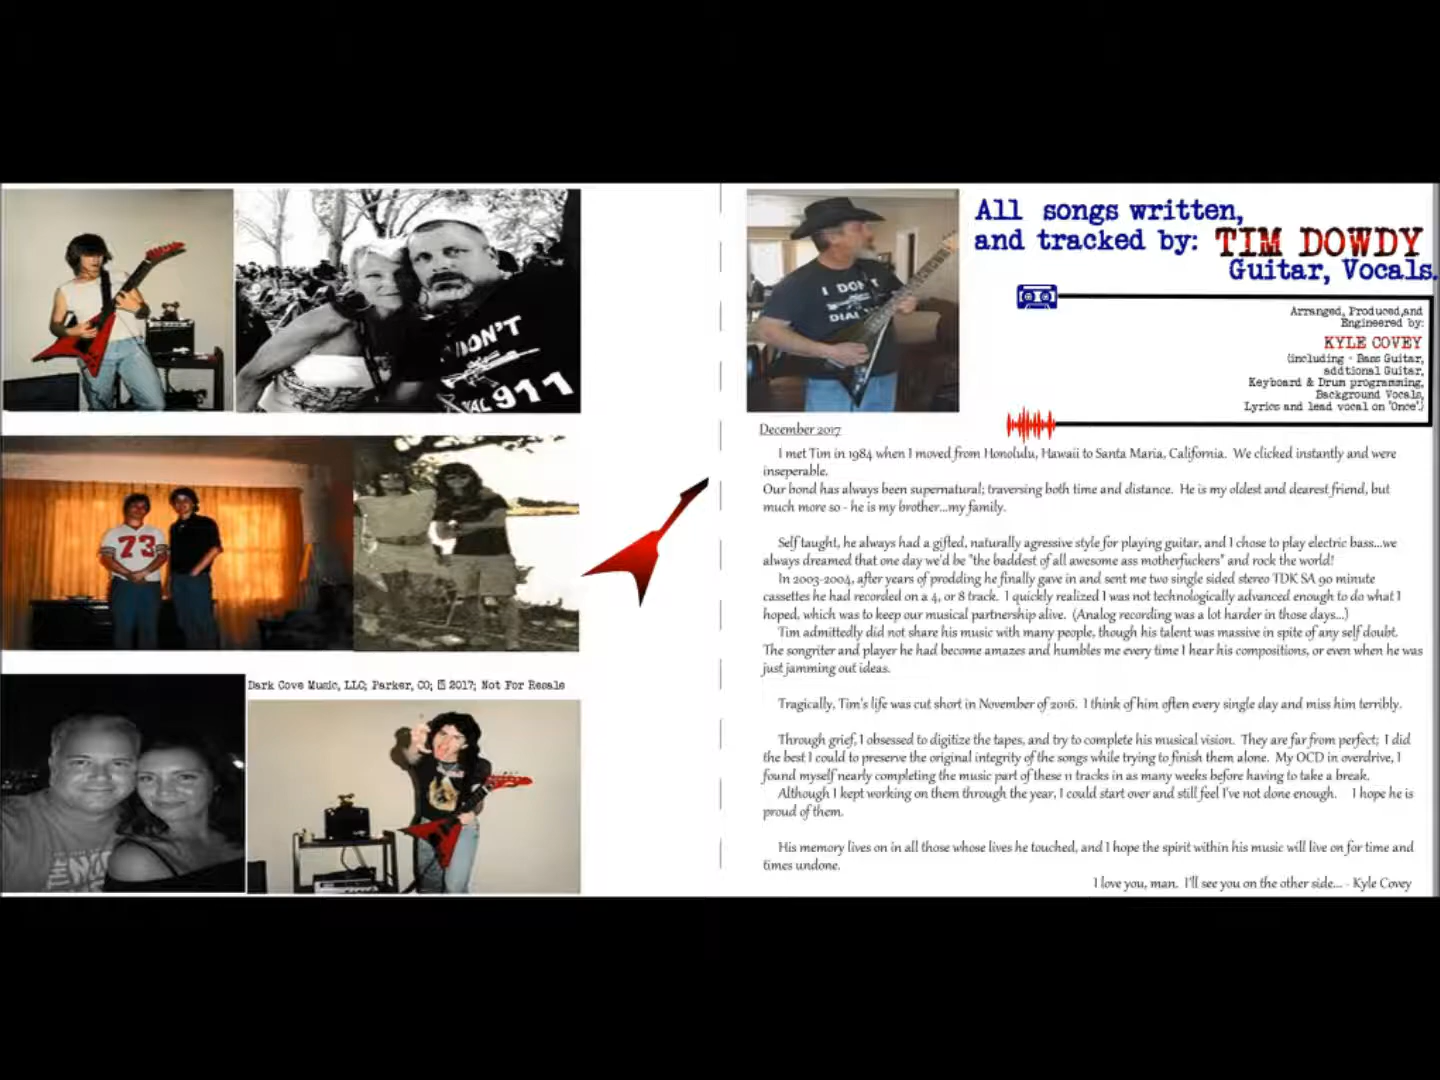 I DON'T
DIAL
DON'T
IAL 911
73
Dark Cove Music, LLC; Parker, CO; 2017; Not For Resale
All songs written,
and tracked by: TIM DOWDY
Guitar, Vocals.
Arranged, Produced,and
Engineered by:
KYLE COVEY
(including - Bass Guitar,
addtional Guitar,
Keyboard & Drum programming,
Background Vocals,
Lyrics and lead vocal on 'Once'.)
December 2017
I met Tim in 1984 when I moved from Honolulu, Hawaii to Santa Maria, California. We clicked instantly and were
inseperable.
Our bond has always been supernatural; traversing both time and distance. He is my oldest and dearest friend, but
much more so - he is my brother...my family.
Self taught, he always had a gifted, naturally agressive style for playing guitar, and I chose to play electric bass...we
always dreamed that one day we'd be "the baddest of all awesome ass motherfuckers" and rock the world!
In 2003-2004, after years of prodding he finally gave in and sent me two single sided stereo TDK SA 90 minute
cassettes he had recorded on a 4, or 8 track. I quickly realized I was not technologically advanced enough to do what I
hoped, which was to keep our musical partnership alive. (Analog recording was a lot harder in those days...)
Tim admittedly did not share his music with many people, though his talent was massive in spite of any self doubt.
The songriter and player he had become amazes and humbles me every time I hear his compositions, or even when he was
just jamming out ideas.
Tragically, Tim's life was cut short in November of 2016. I think of him often every single day and miss him terribly.
Through grief, I obsessed to digitize the tapes, and try to complete his musical vision. They are far from perfect; I did
the best I could to preserve the original integrity of the songs while trying to finish them alone. My OCD in overdrive, I
found myself nearly completing the music part of these 11 tracks in as many weeks before having to take a break.
Although I kept working on them through the year, I could start over and still feel I've not done enough. I hope he is
proud of them.
His memory lives on in all those whose lives he touched, and I hope the spirit within his music will live on for time and
times undone.
I love you, man. I'll see you on the other side... - Kyle Covey